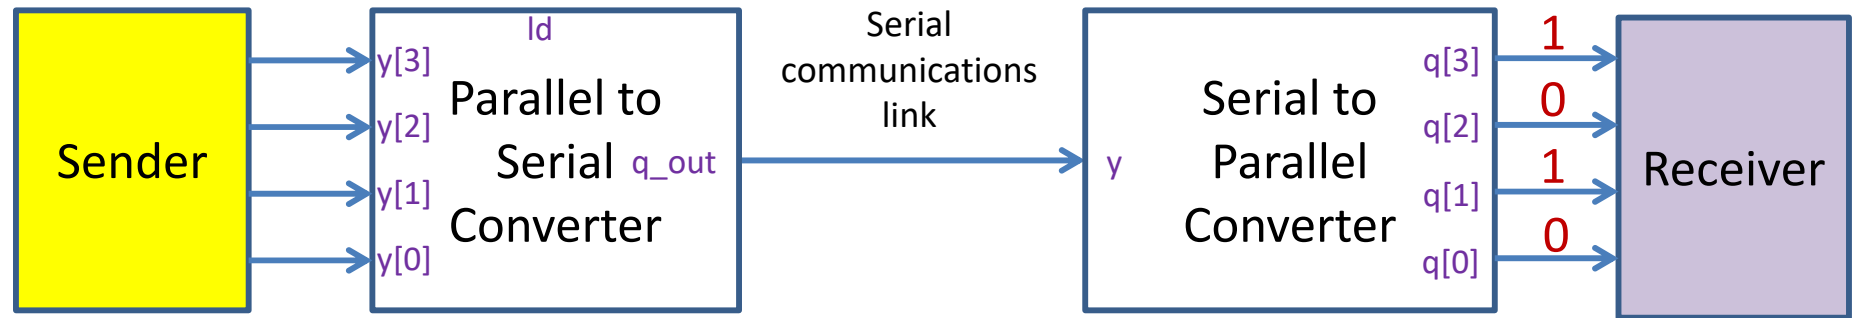 Sender
ld
y[3]
y[2]
y[1]
y[0]
Parallel to
Serial
Converter
q_out
Serial
communications
link
y
Serial to
Parallel
Converter
q[3]
q[2]
q[1]
q[0]
1
0
1
0
Receiver